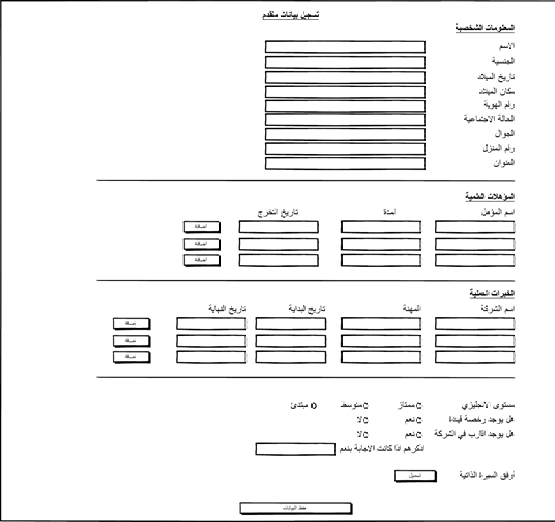 تسجيل بيانات متقدم
المعلومات الشخصية
الاسم
الجنسية
تاريخ الميلاد
مكان الميلاد
رقم الهوية
الحالة الاجتماعية
الجوال
رقم المنزل
العنوان
المؤهلات العلمية
اسم المؤهل المدة تاريخ التخرج
اضافة
اضافة
اضافة
الخبرات العملية
اسم الشركة المهنة تاريخ البداية تاريخ النهاية
اضافة
اضافة
اضافة
مستوى الانجليزي ممتاز متوسط مبتدئ
هل يوجد رخصة قيادة نعم لا
هل يوجد اقارب في الشركة نعم لا
اذكرهم اذا كانت الاجابة بنعم
أرفق السيرة الذاتية تحميل
حفظ البيانات